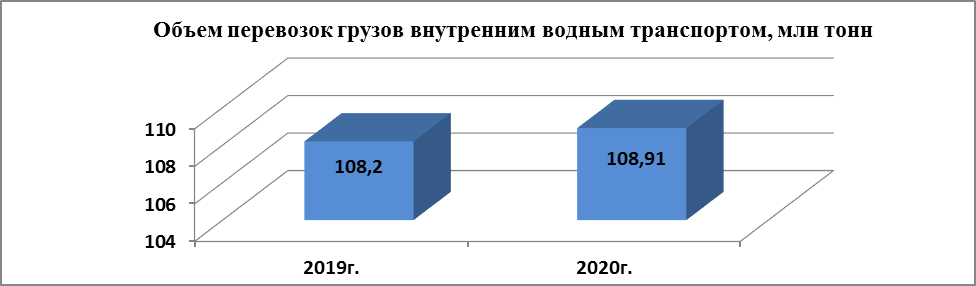 Объем перевозок грузов внутренним водным транспортом, млн тонн
110
108
106
104
108,2
108,91
2019г.
2020г.